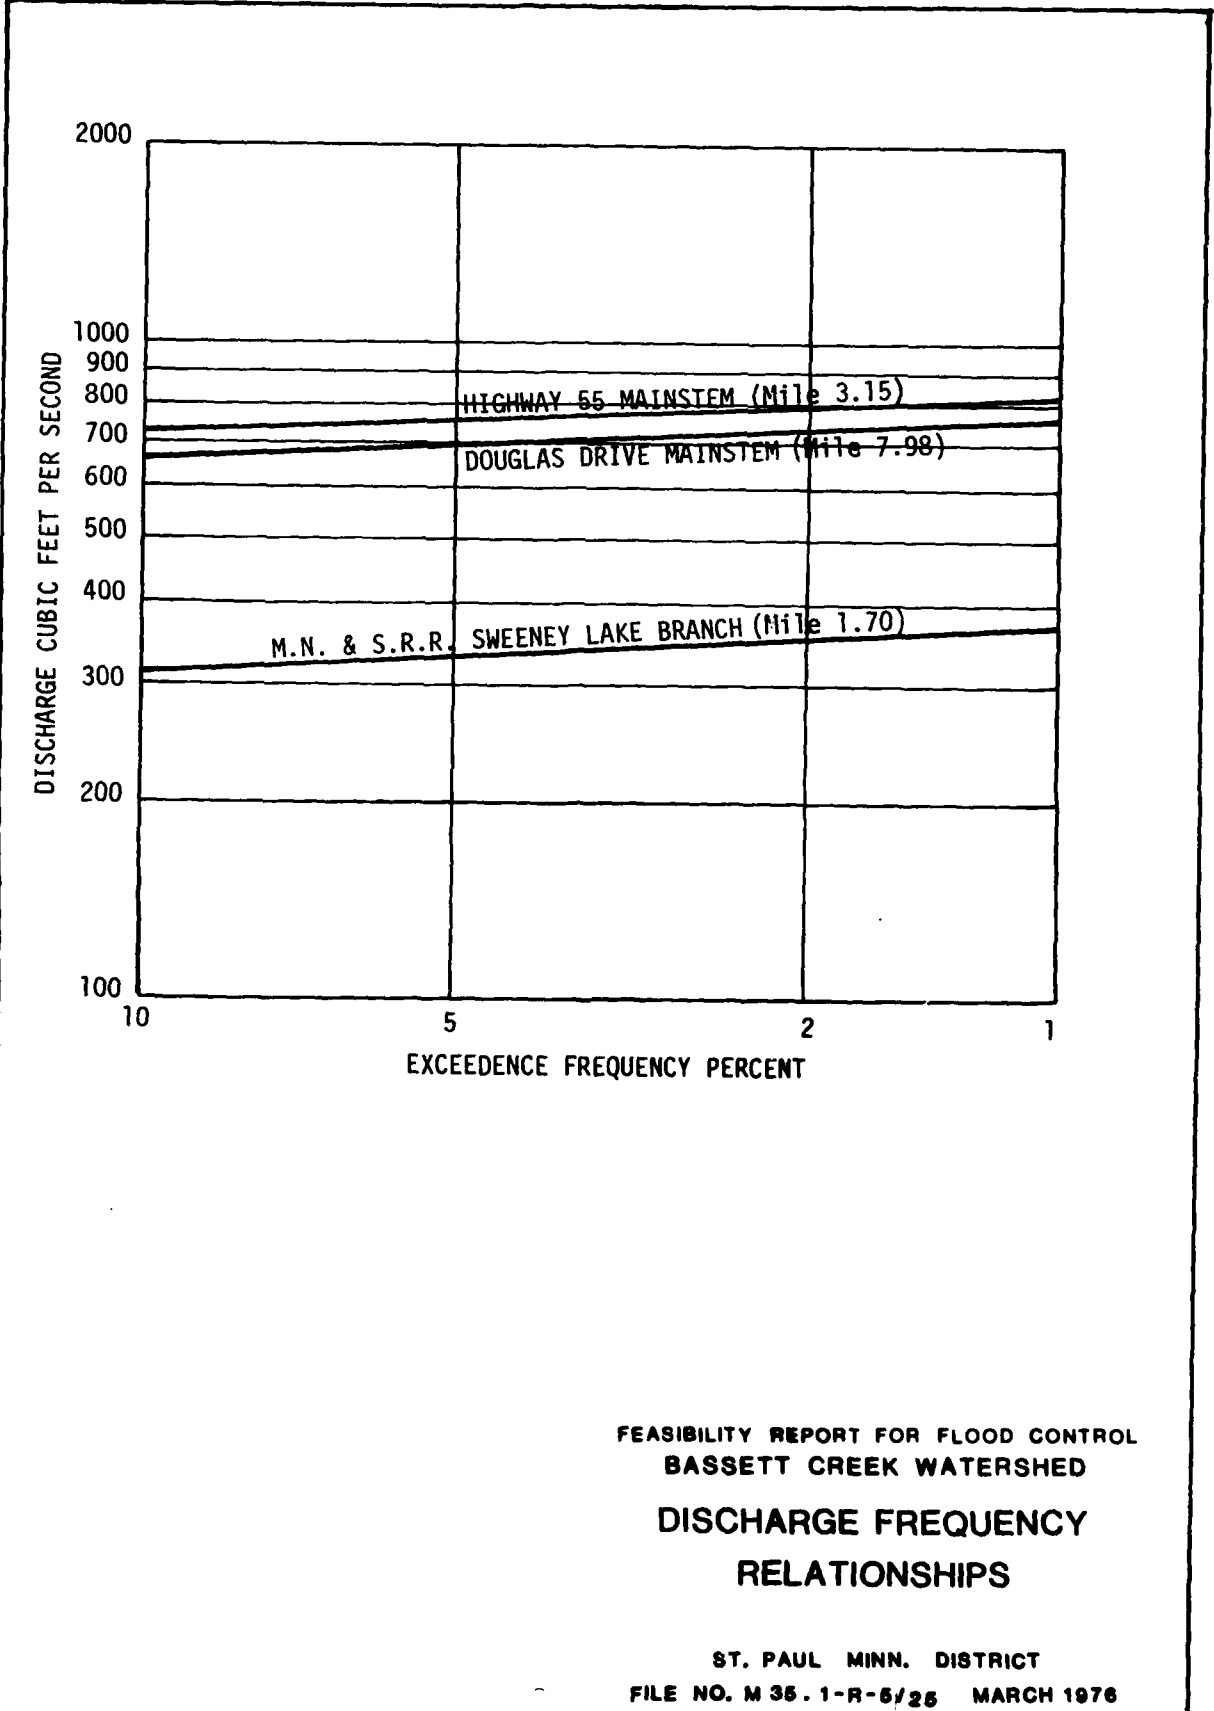 2000
1000
900
800
700
600
500
400
300
200
100
DISCHARGE CUBIC FEET PER SECOND
HIGHWAY 55 MAINSTEM (Mile 3.15)
DOUGLAS DRIVE MAINSTEM (Mile 7.98)
M.N. & S.R.R. SWEENEY LAKE BRANCH (Mile 1.70)
10 5 2 1
EXCEEDENCE FREQUENCY PERCENT
FEASIBILITY REPORT FOR FLOOD CONTROL
BASSETT CREEK WATERSHED
DISCHARGE FREQUENCY
RELATIONSHIPS
ST. PAUL MINN. DISTRICT
FILE NO. M 35.1-R-5/25 MARCH 1976